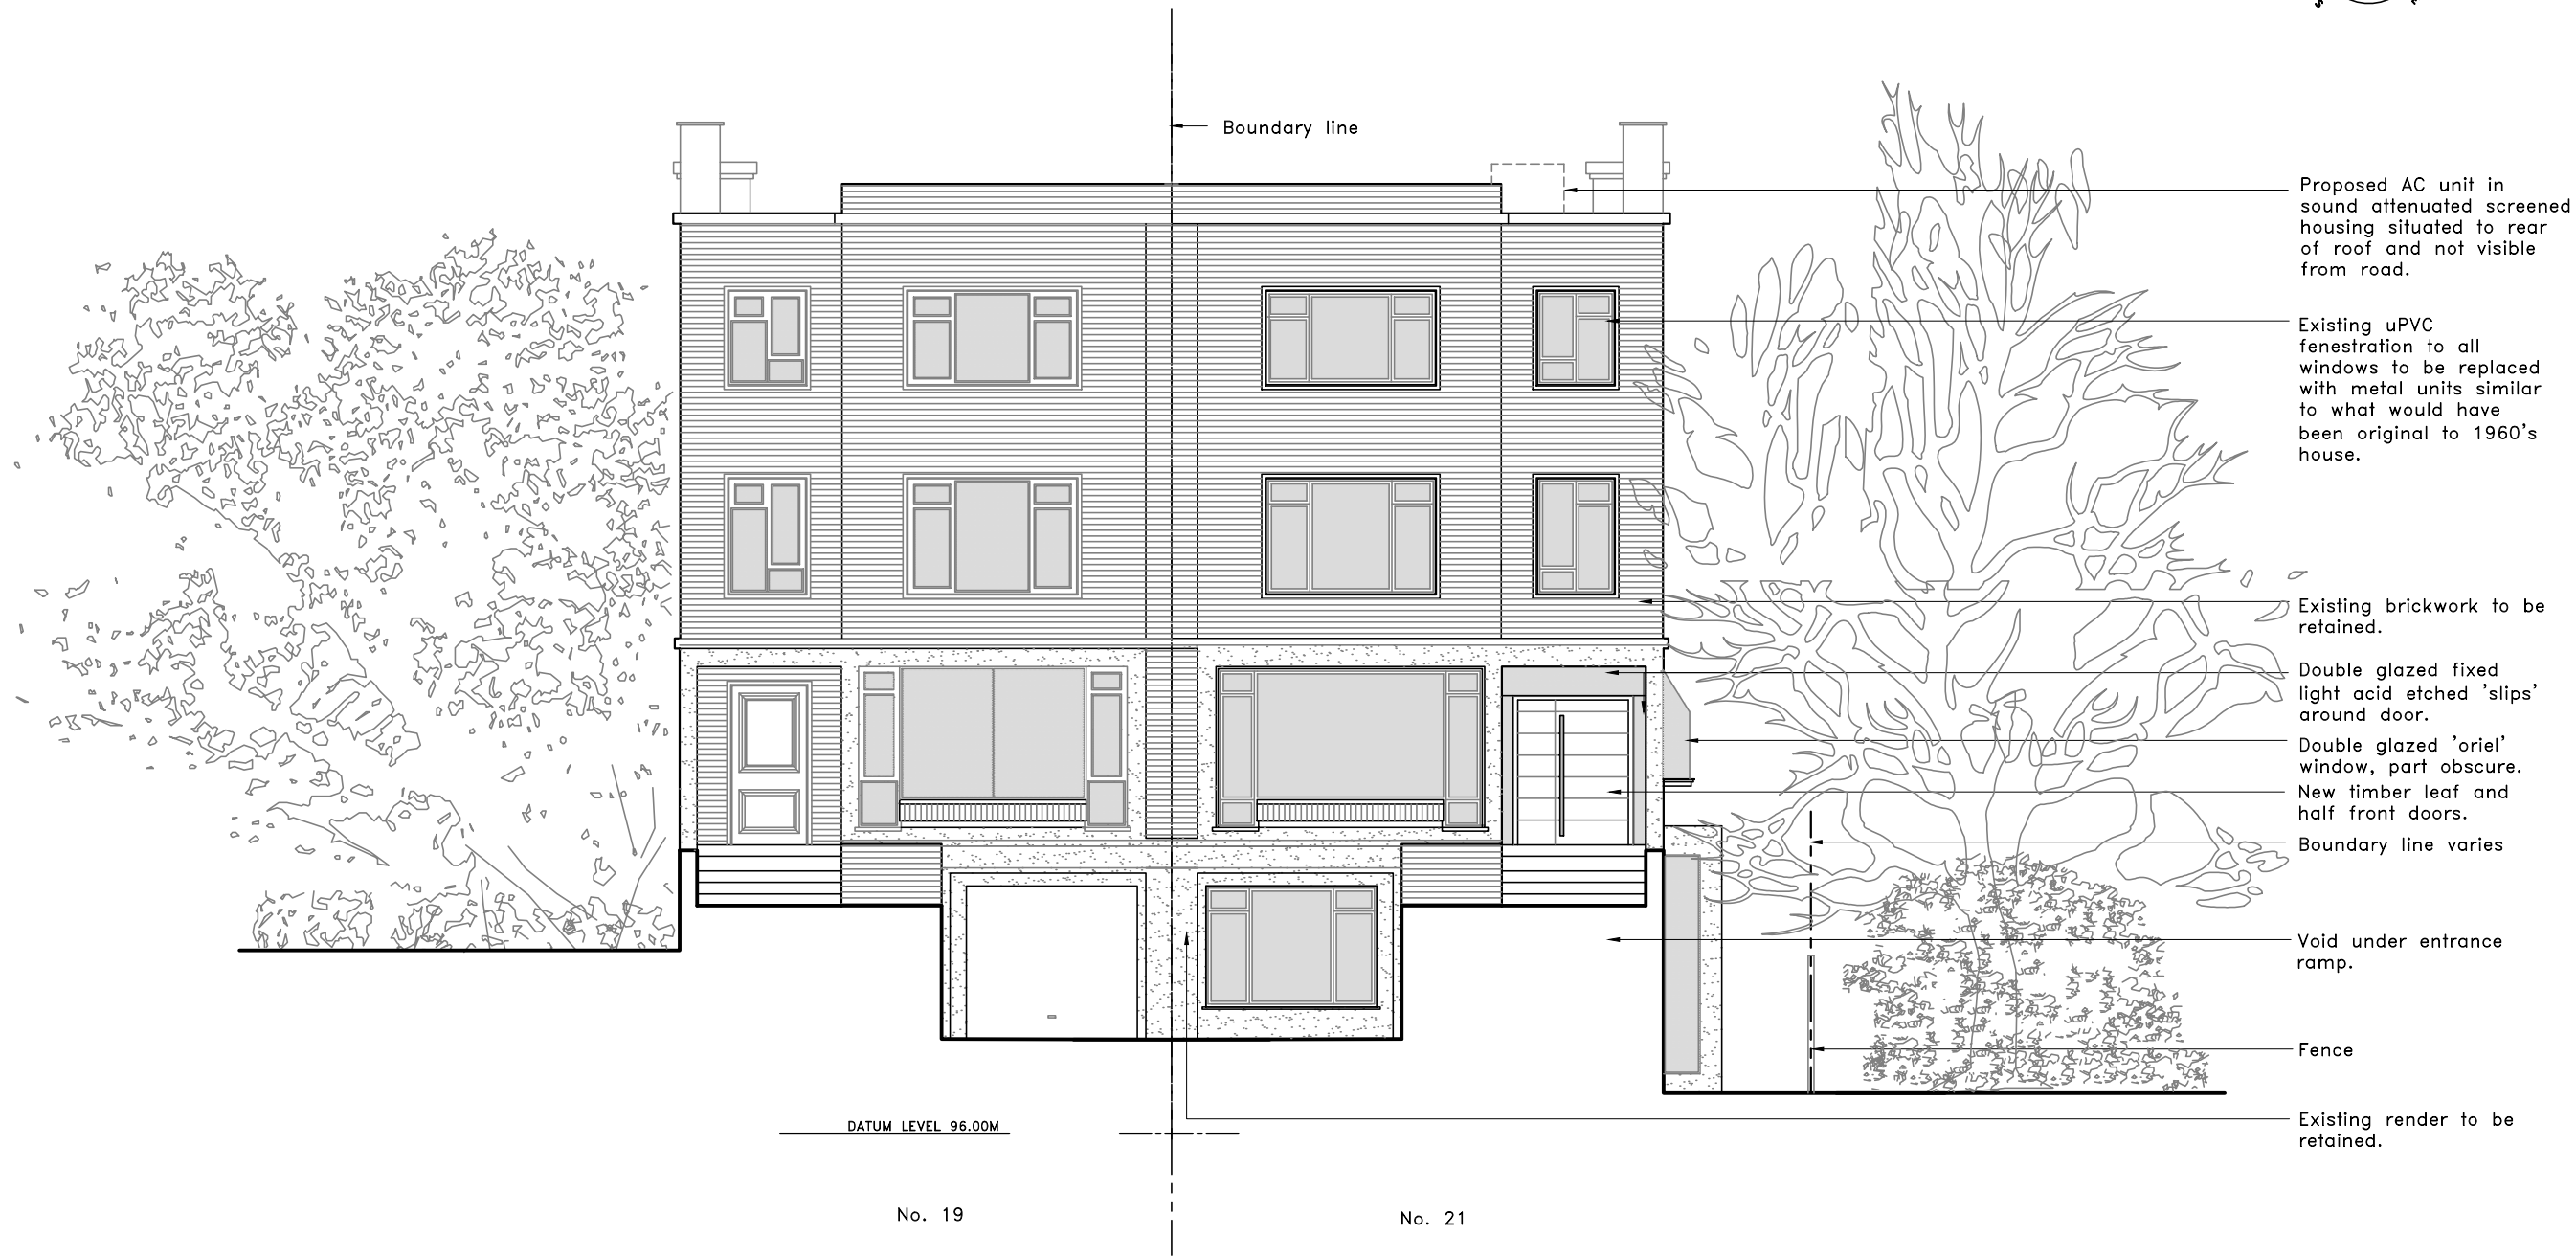 Boundary line
Proposed AC unit in
sound attenuated screened
housing situated to rear
of roof and not visible
from road.
Existing uPVC
fenestration to all
windows to be replaced
with metal units similar
to what would have
been original to 1960's
house.
Existing brickwork to be
retained.
Double glazed fixed
light acid etched 'slips'
around door.
Double glazed 'oriel'
window, part obscure.
New timber leaf and
half front doors.
Boundary line varies
Void under entrance
ramp.
Fence
Existing render to be
retained.
DATUM LEVEL 96.00M
No. 19
No. 21